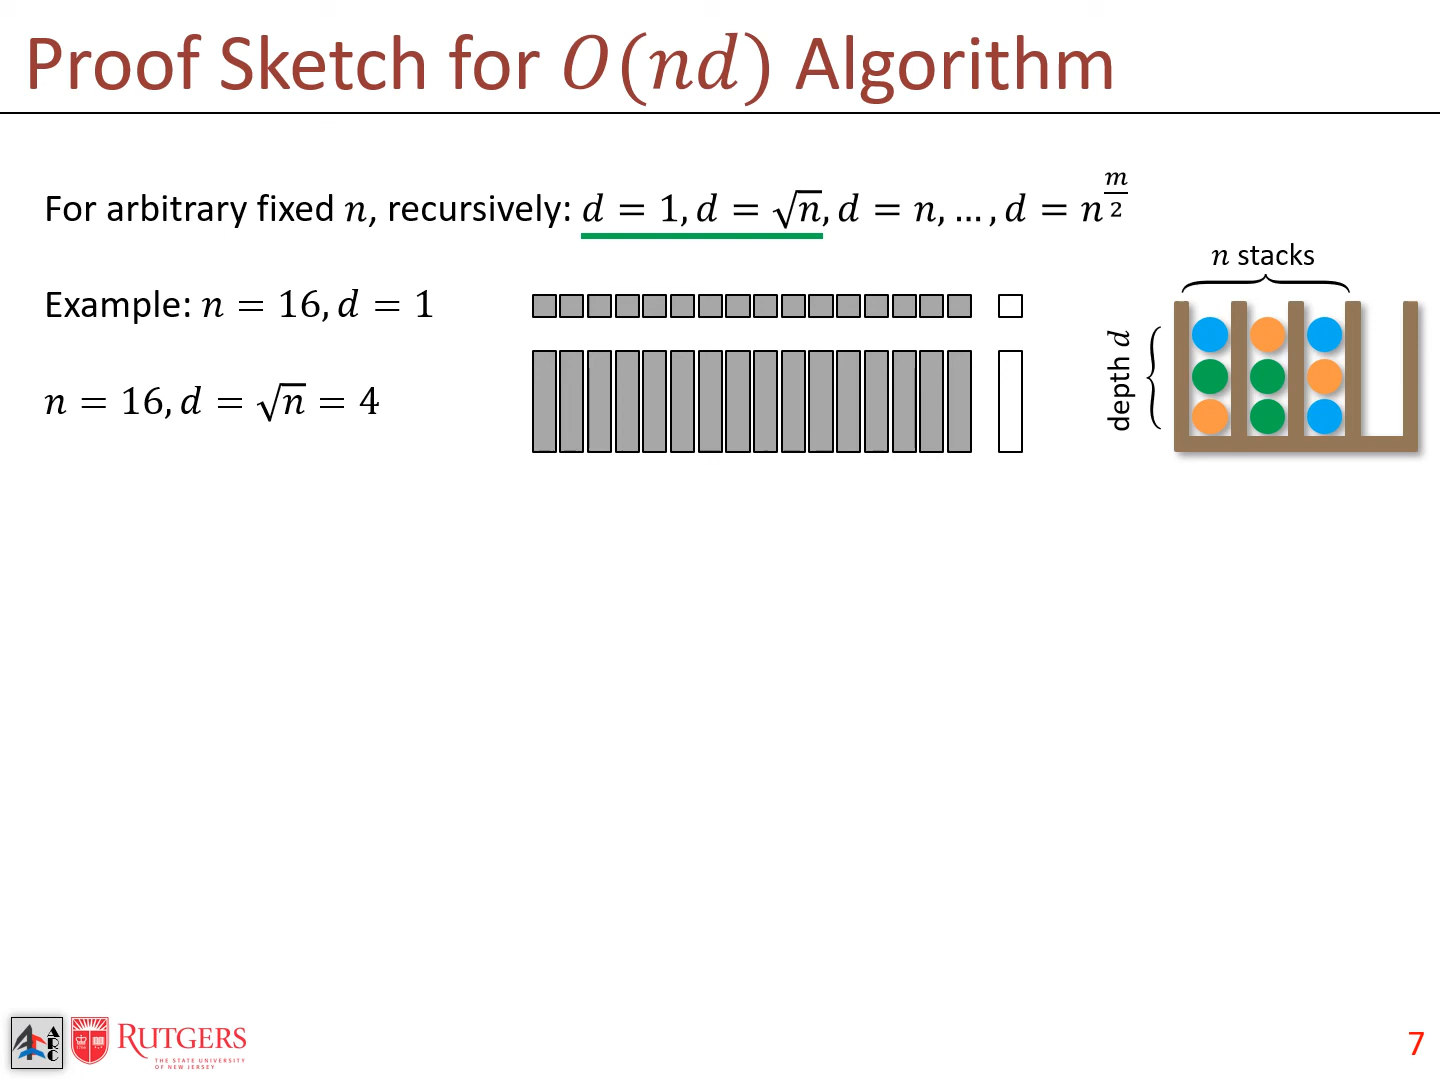 Proof Sketch for O(nd) Algorithm
For arbitrary fixed n, recursively: d = 1, d = √n, d = n, … , d = n^(m/2)
n stacks
Example: n = 16, d = 1
depth d
n = 16, d = √n = 4
ARC
RUTGERS
THE STATE UNIVERSITY
OF NEW JERSEY
7